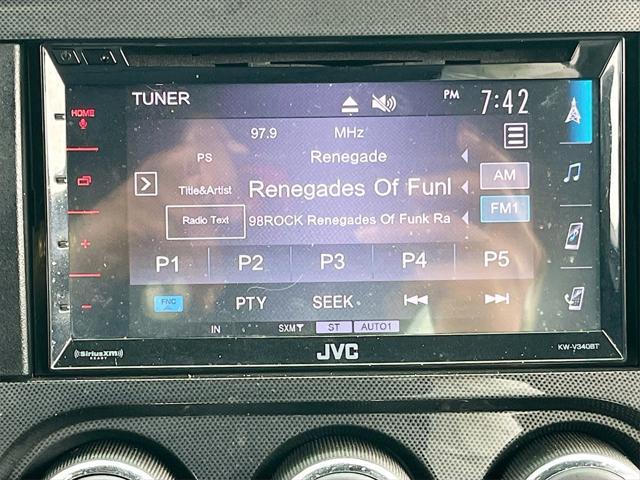 TUNER
PM 7:42
HOME
97.9 MHz
PS Renegade
AM
Title&Artist Renegades Of Funl
FM1
Radio Text 98ROCK Renegades Of Funk Ra
P1 P2 P3 P4 P5
FNC PTY SEEK
IN SXM ST AUTO1
((SiriusXM)) READY
JVC
KW-V340BT